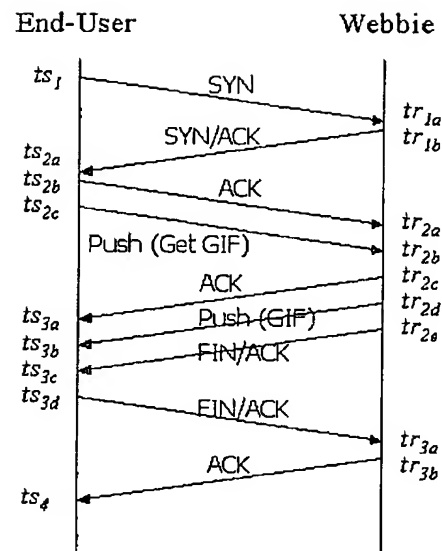 End-User Webbie
ts1
SYN
tr1a
tr1b
SYN/ACK
ts2a
ts2b
ACK
ts2c
tr2a
Push (Get GIF)
tr2b
ACK
tr2c
tr2d
ts3a
Push (GIF)
tr2e
ts3b
FIN/ACK
ts3c
ts3d
FIN/ACK
tr3a
ACK
tr3b
ts4